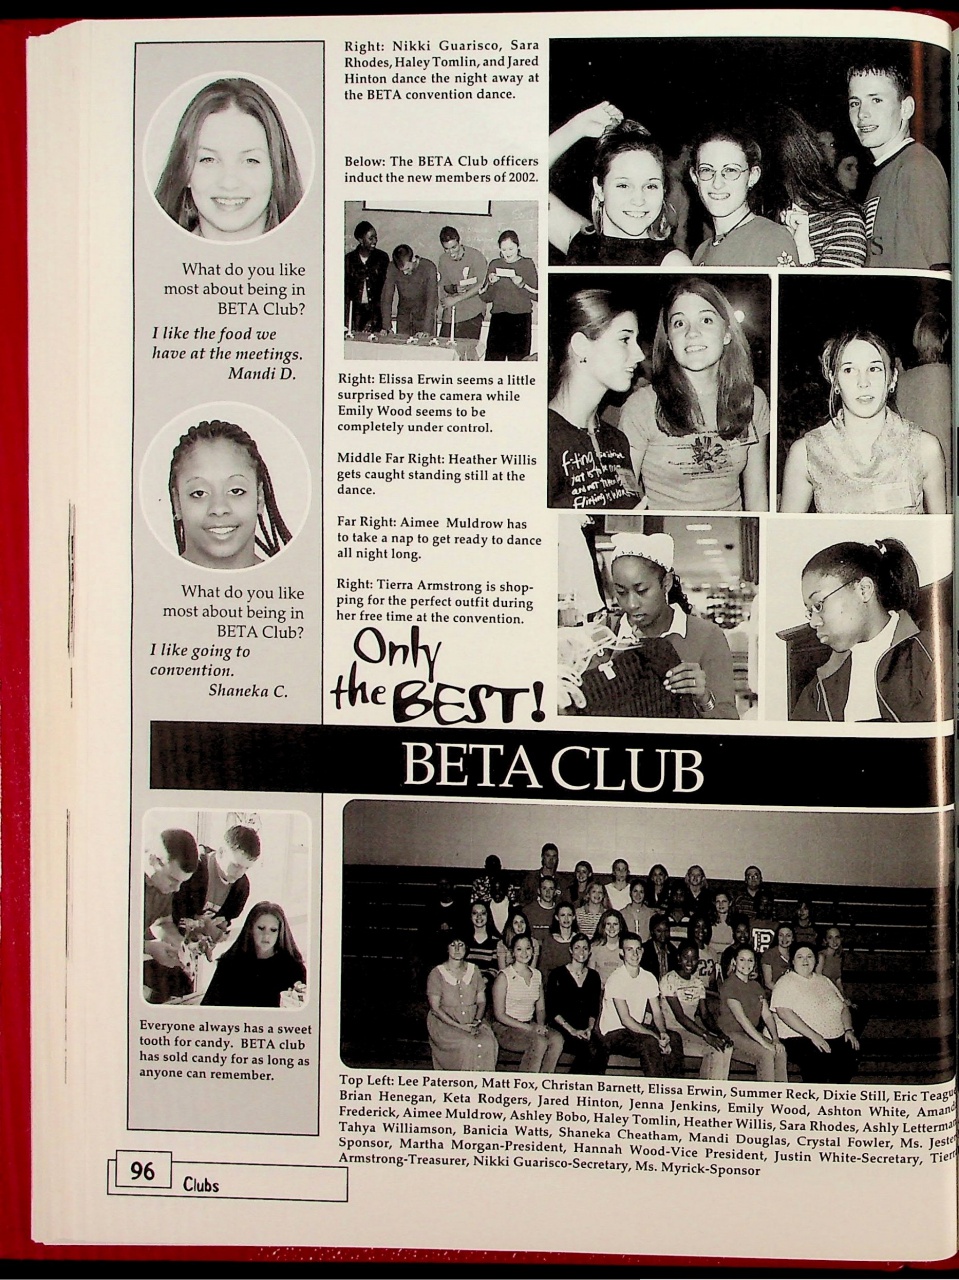 Right: Nikki Guarisco, Sara
Rhodes, Haley Tomlin, and Jared
Hinton dance the night away at
the BETA convention dance.
Below: The BETA Club officers
induct the new members of 2002.
What do you like
most about being in
BETA Club?
I like the food we
have at the meetings.
Mandi D.
Right: Elissa Erwin seems a little
surprised by the camera while
Emily Wood seems to be
completely under control.
Middle Far Right: Heather Willis
gets caught standing still at the
dance.
Far Right: Aimee Muldrow has
to take a nap to get ready to dance
all night long.
Right: Tierra Armstrong is shop-
ping for the perfect outfit during
her free time at the convention.
What do you like
most about being in
BETA Club?
I like going to
convention.
Shaneka C.
Only
the BEST!
BETA CLUB
Everyone always has a sweet
tooth for candy. BETA club
has sold candy for as long as
anyone can remember.
Top Left: Lee Paterson, Matt Fox, Christan Barnett, Elissa Erwin, Summer Reck, Dixie Still, Eric Teague
Brian Henegan, Keta Rodgers, Jared Hinton, Jenna Jenkins, Emily Wood, Ashton White, Amand
Frederick, Aimee Muldrow, Ashley Bobo, Haley Tomlin, Heather Willis, Sara Rhodes, Ashly Letterman
Tahya Williamson, Banicia Watts, Shaneka Cheatham, Mandi Douglas, Crystal Fowler, Ms. Jeste
Sponsor, Martha Morgan-President, Hannah Wood-Vice President, Justin White-Secretary, Tierr
Armstrong-Treasurer, Nikki Guarisco-Secretary, Ms. Myrick-Sponsor
96
Clubs